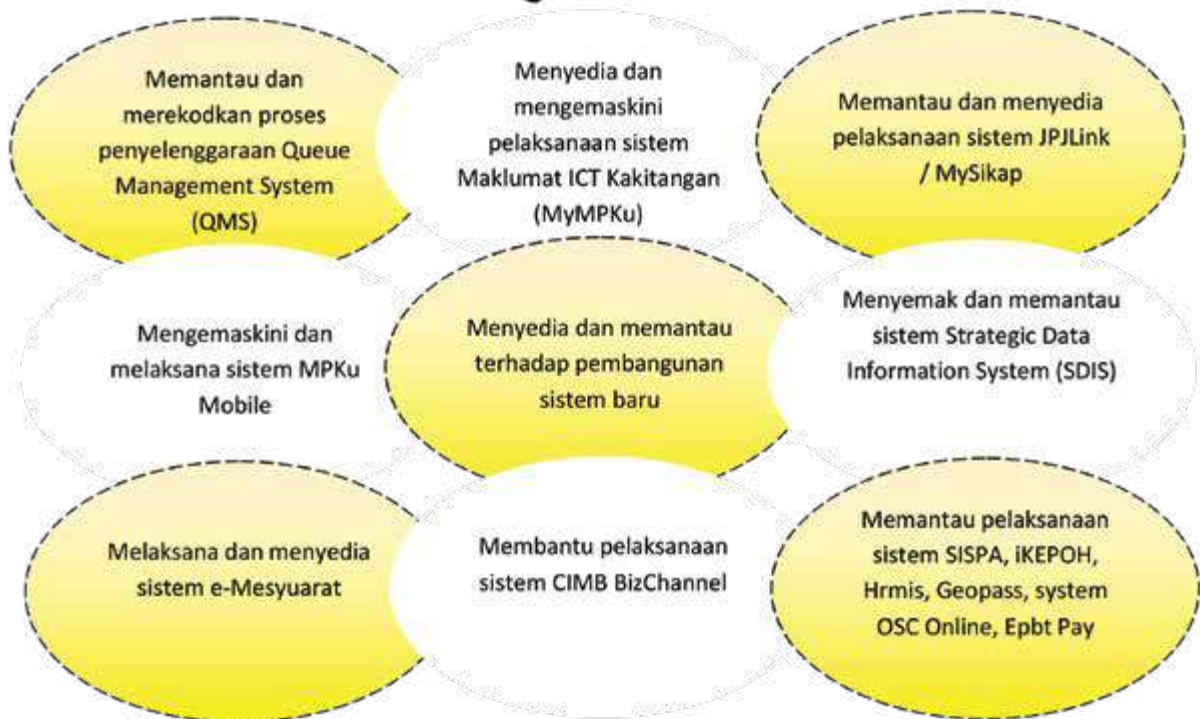 Memantau dan
merekodkan proses
penyelenggaraan Queue
Management System
(QMS)
Menyedia dan
mengemaskini
pelaksanaan sistem
Maklumat ICT Kakitangan
(MyMPKu)
Memantau dan menyedia
pelaksanaan sistem JPJLink
/ MySikap
Mengemaskini dan
melaksana sistem MPKu
Mobile
Menyedia dan memantau
terhadap pembangunan
sistem baru
Menyemak dan memantau
sistem Strategic Data
Information System (SDIS)
Melaksana dan menyedia
sistem e-Mesyuarat
Membantu pelaksanaan
sistem CIMB BizChannel
Memantau pelaksanaan
sistem SISPA, iKEPOH,
Hrmis, Geopass, system
OSC Online, Epbt Pay